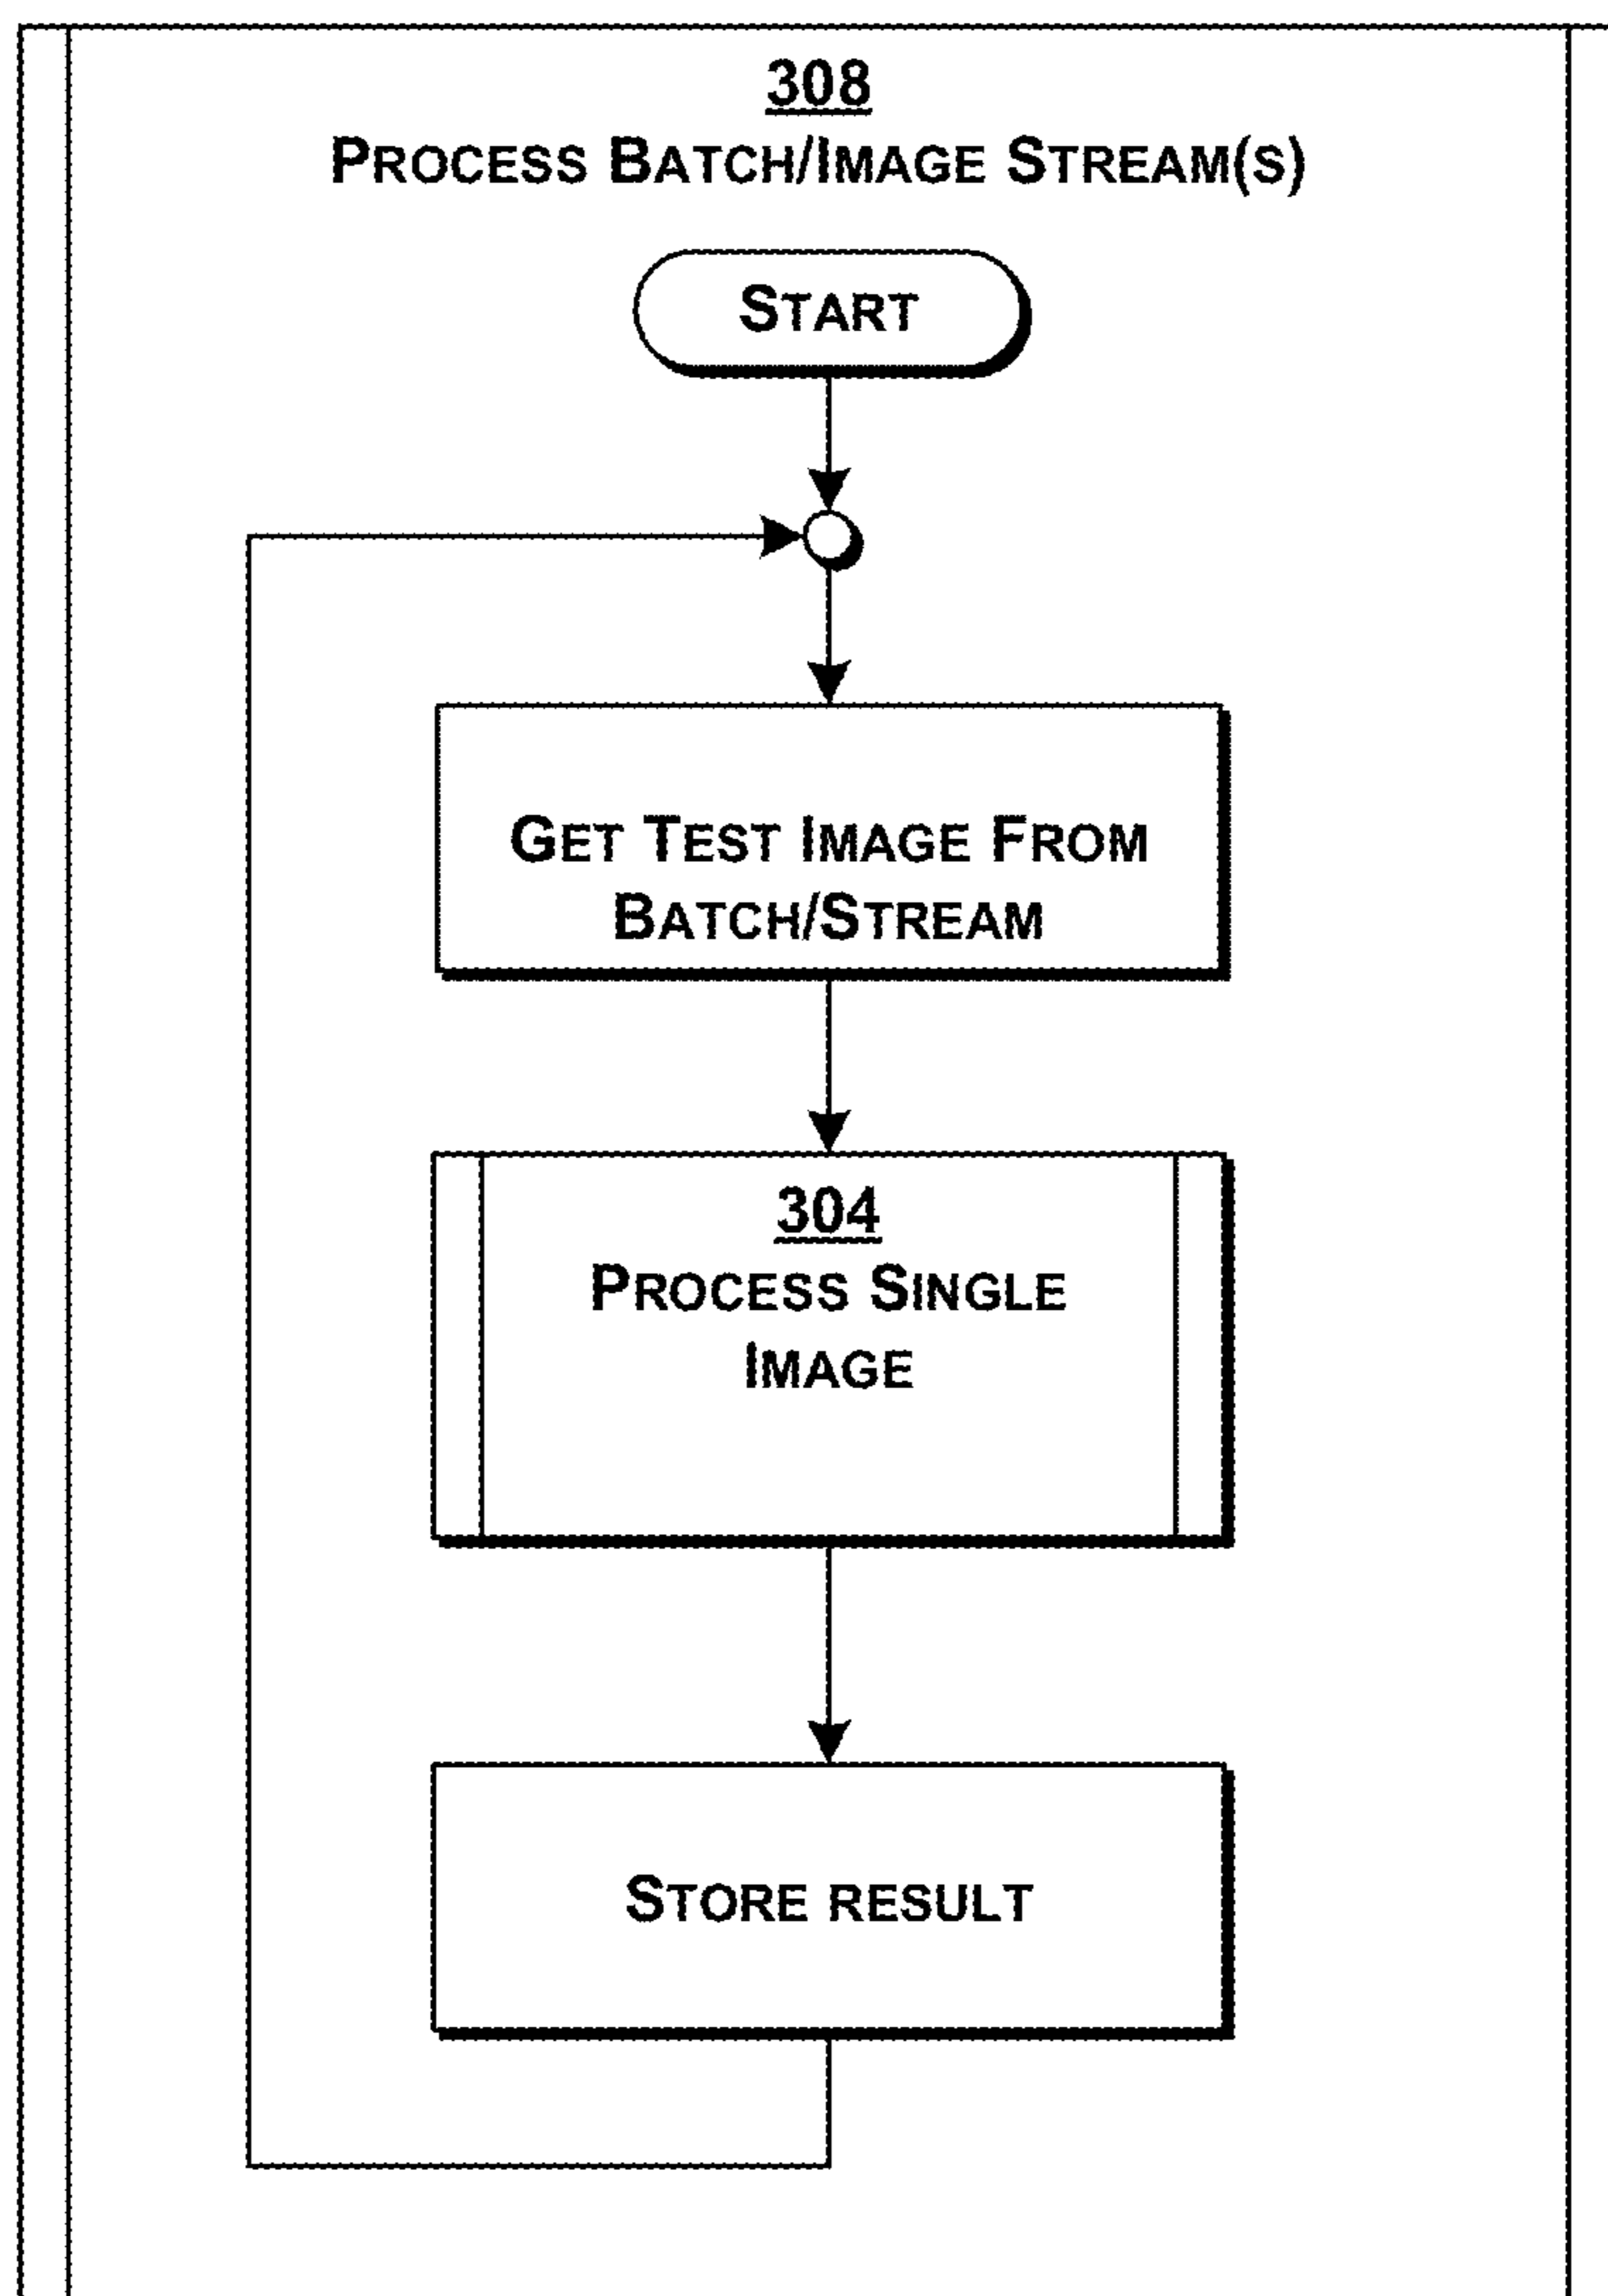 308
PROCESS BATCH/IMAGE STREAM(S)
START
GET TEST IMAGE FROM
BATCH/STREAM
304
PROCESS SINGLE
IMAGE
STORE RESULT